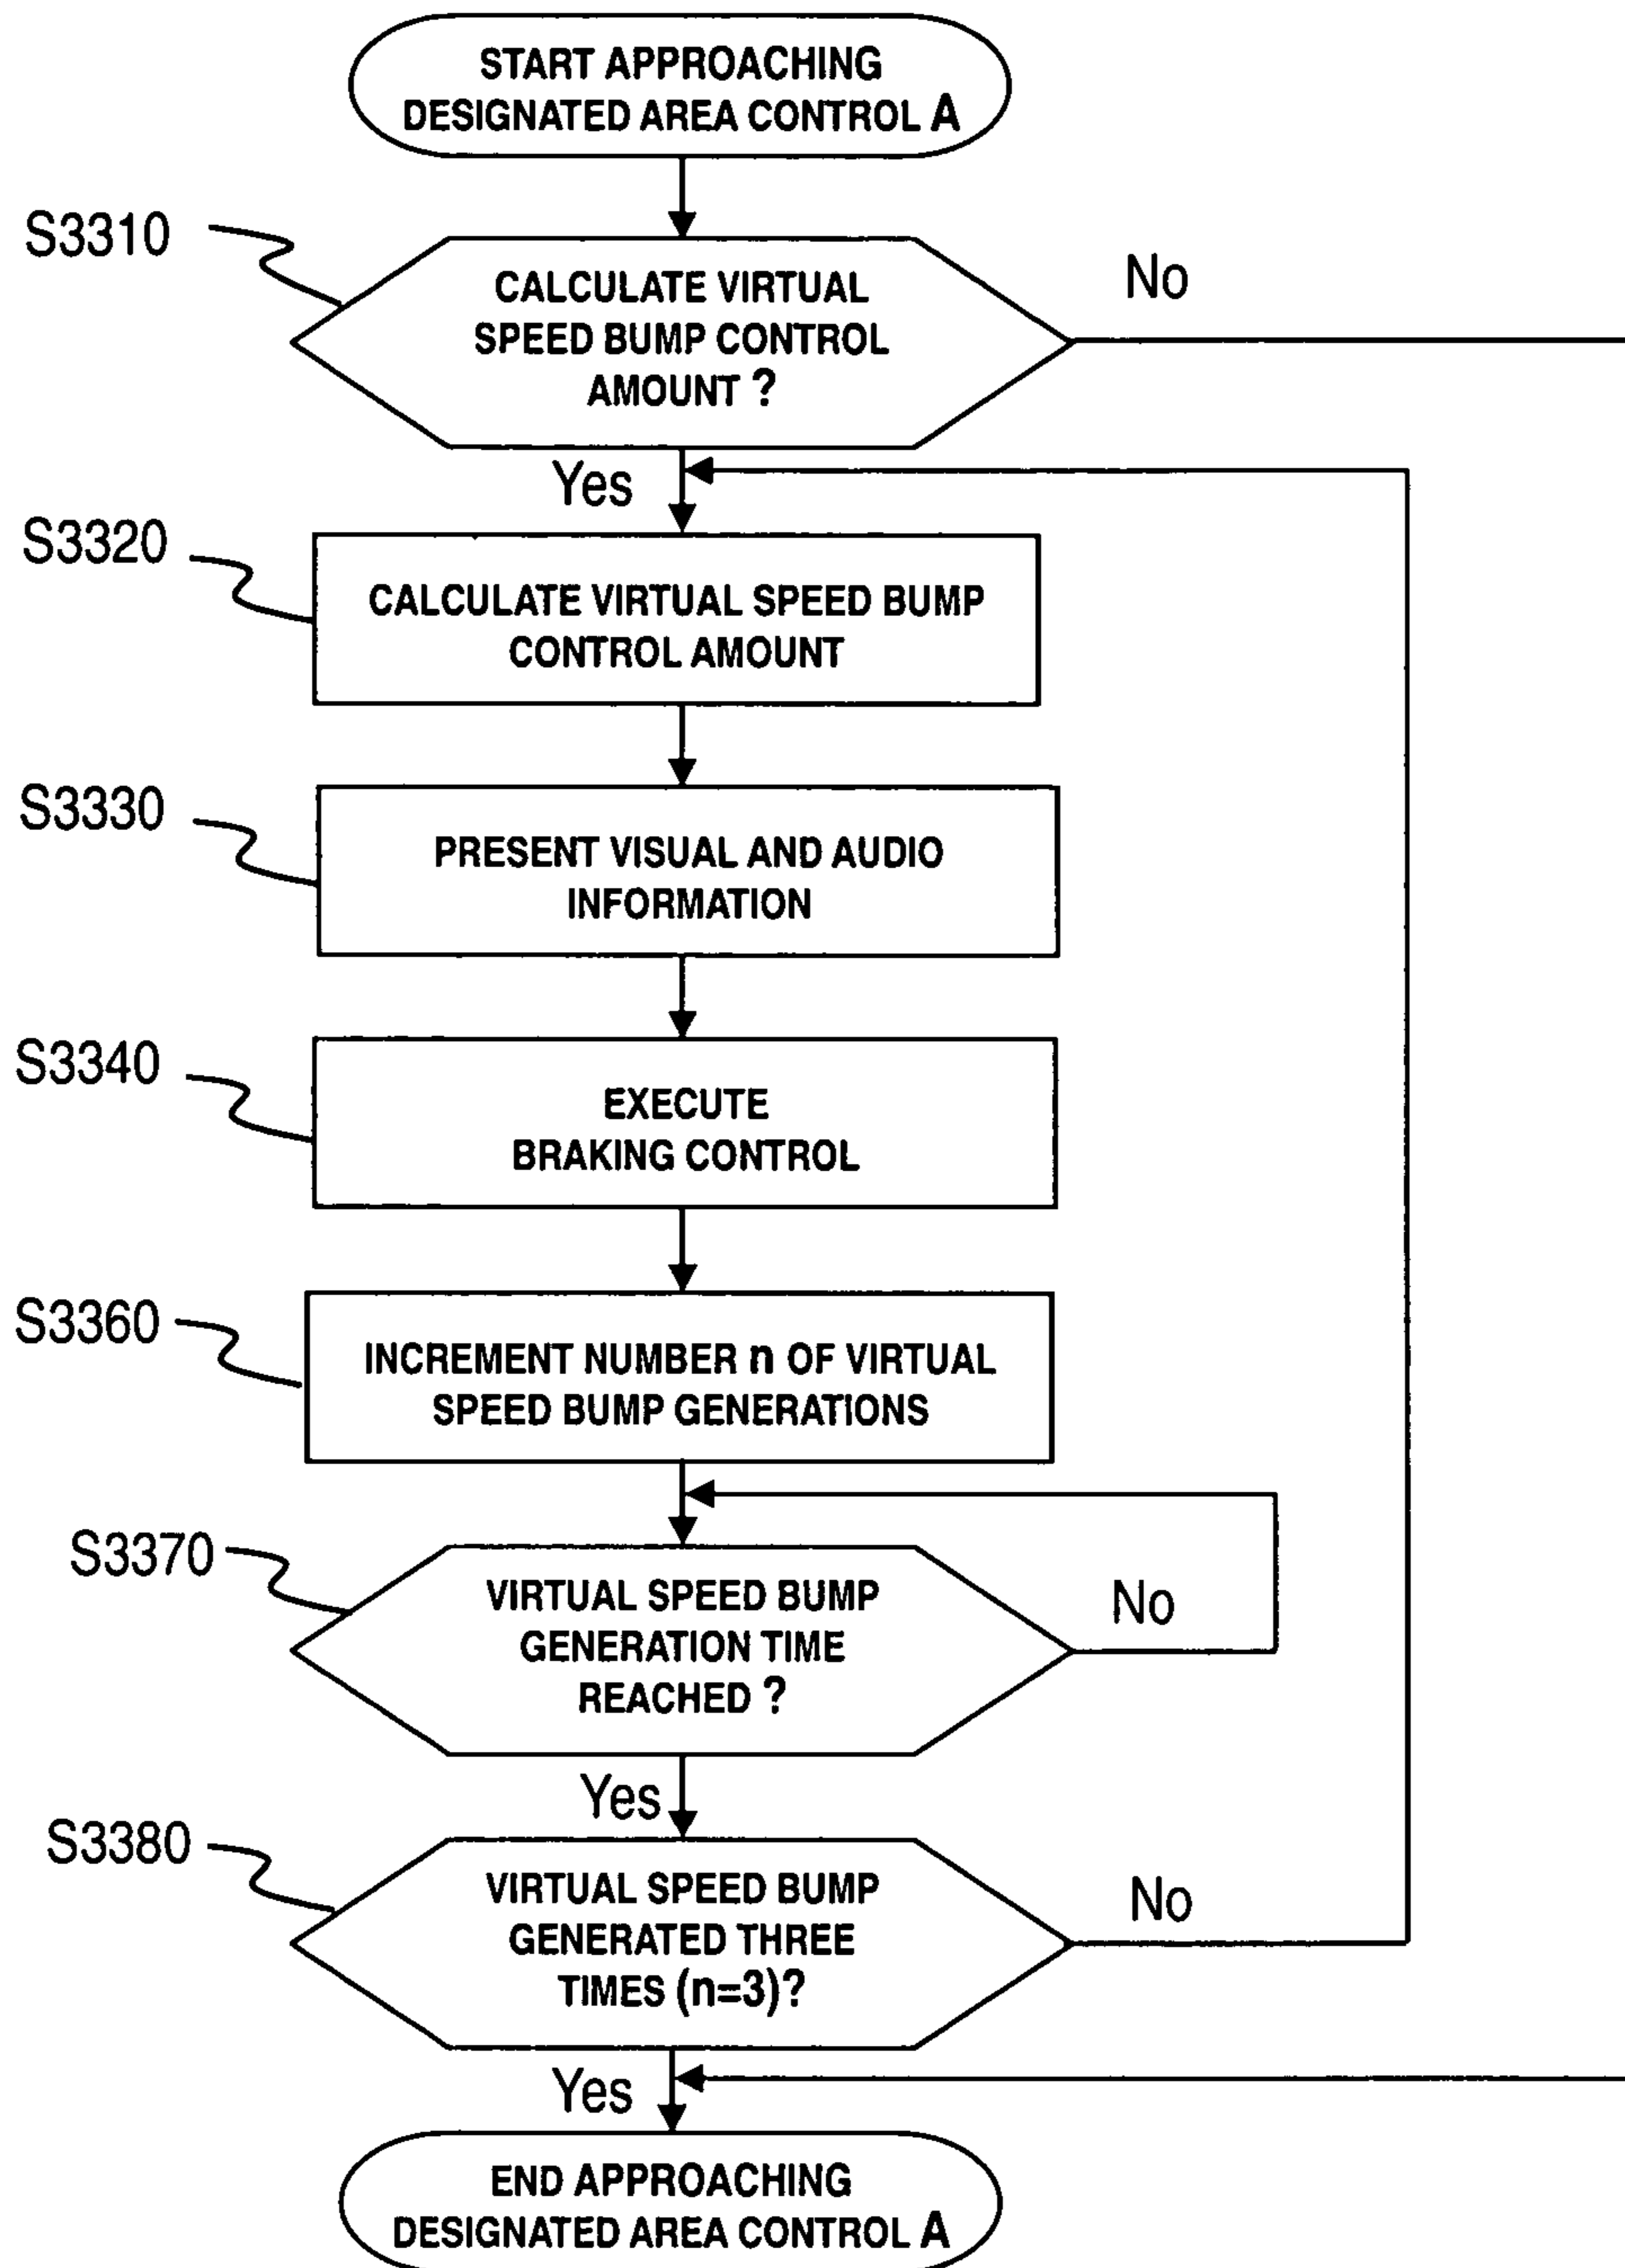 START APPROACHING
DESIGNATED AREA CONTROL A
S3310
CALCULATE VIRTUAL
SPEED BUMP CONTROL
AMOUNT ?
No
Yes
S3320
CALCULATE VIRTUAL SPEED BUMP
CONTROL AMOUNT
S3330
PRESENT VISUAL AND AUDIO
INFORMATION
S3340
EXECUTE
BRAKING CONTROL
S3360
INCREMENT NUMBER n OF VIRTUAL
SPEED BUMP GENERATIONS
S3370
VIRTUAL SPEED BUMP
GENERATION TIME
REACHED ?
No
Yes
S3380
VIRTUAL SPEED BUMP
GENERATED THREE
TIMES (n=3)?
No
Yes
END APPROACHING
DESIGNATED AREA CONTROL A